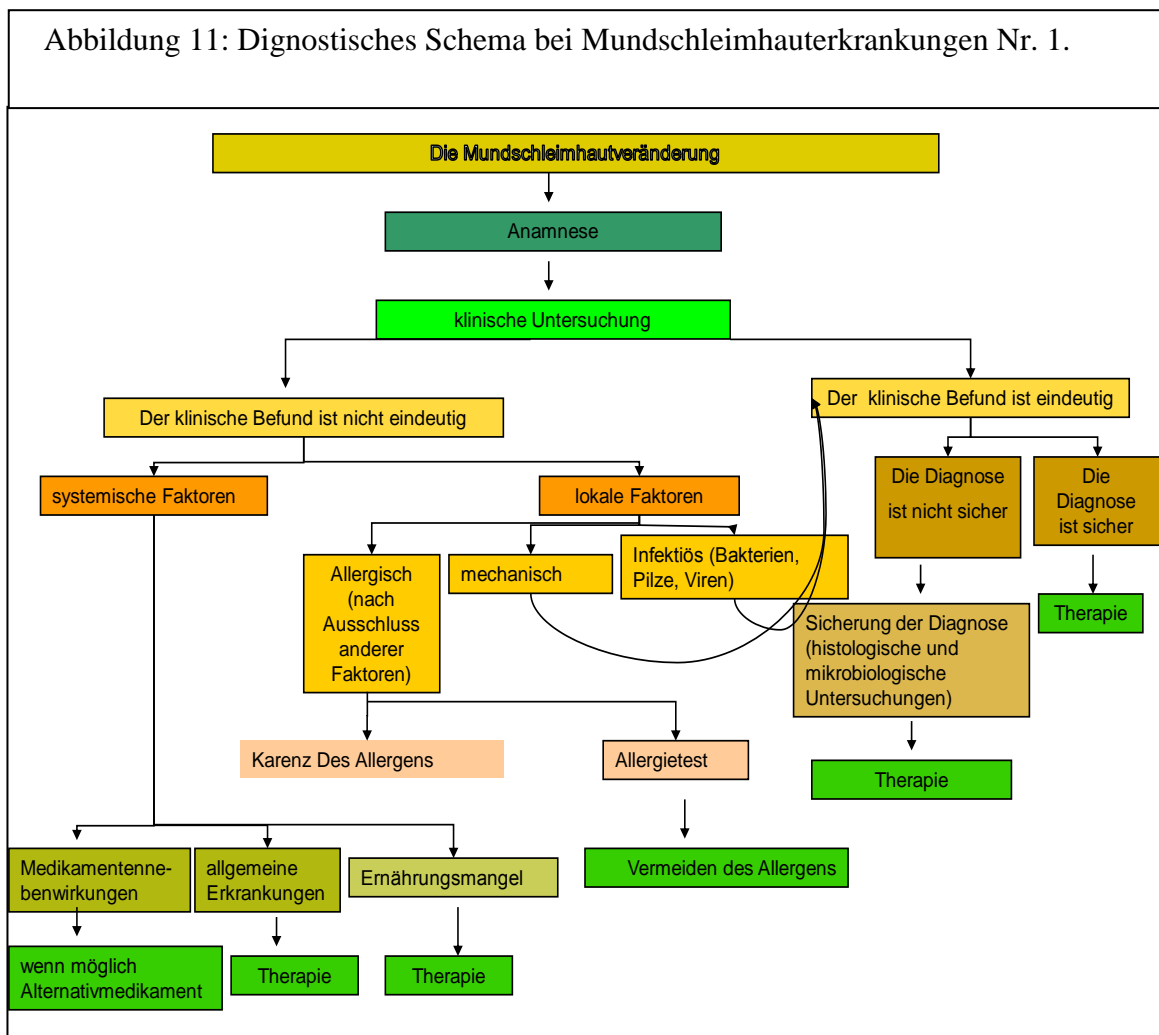 Abbildung 11: Dignostisches Schema bei Mundschleimhauterkrankungen Nr. 1.
Die Mundschleimhautveränderung
Anamnese
klinische Untersuchung
Der klinische Befund ist nicht eindeutig
Der klinische Befund ist eindeutig
systemische Faktoren
lokale Faktoren
Die Diagnose
ist nicht sicher
Die
Diagnose
ist sicher
Allergisch
(nach
Ausschluss
anderer
Faktoren)
mechanisch
Infektiös (Bakterien,
Pilze, Viren)
Sicherung der Diagnose
(histologische und
mikrobiologische
Untersuchungen)
Therapie
Karenz Des Allergens
Allergietest
Therapie
Medikamentenne-
benwirkungen
allgemeine
Erkrankungen
Ernährungsmangel
Vermeiden des Allergens
wenn möglich
Alternativmedikament
Therapie
Therapie